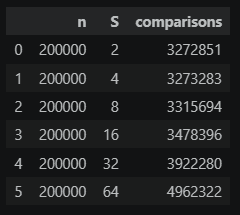 n S comparisons
0 200000 2 3272851
1 200000 4 3273283
2 200000 8 3315694
3 200000 16 3478396
4 200000 32 3922280
5 200000 64 4962322